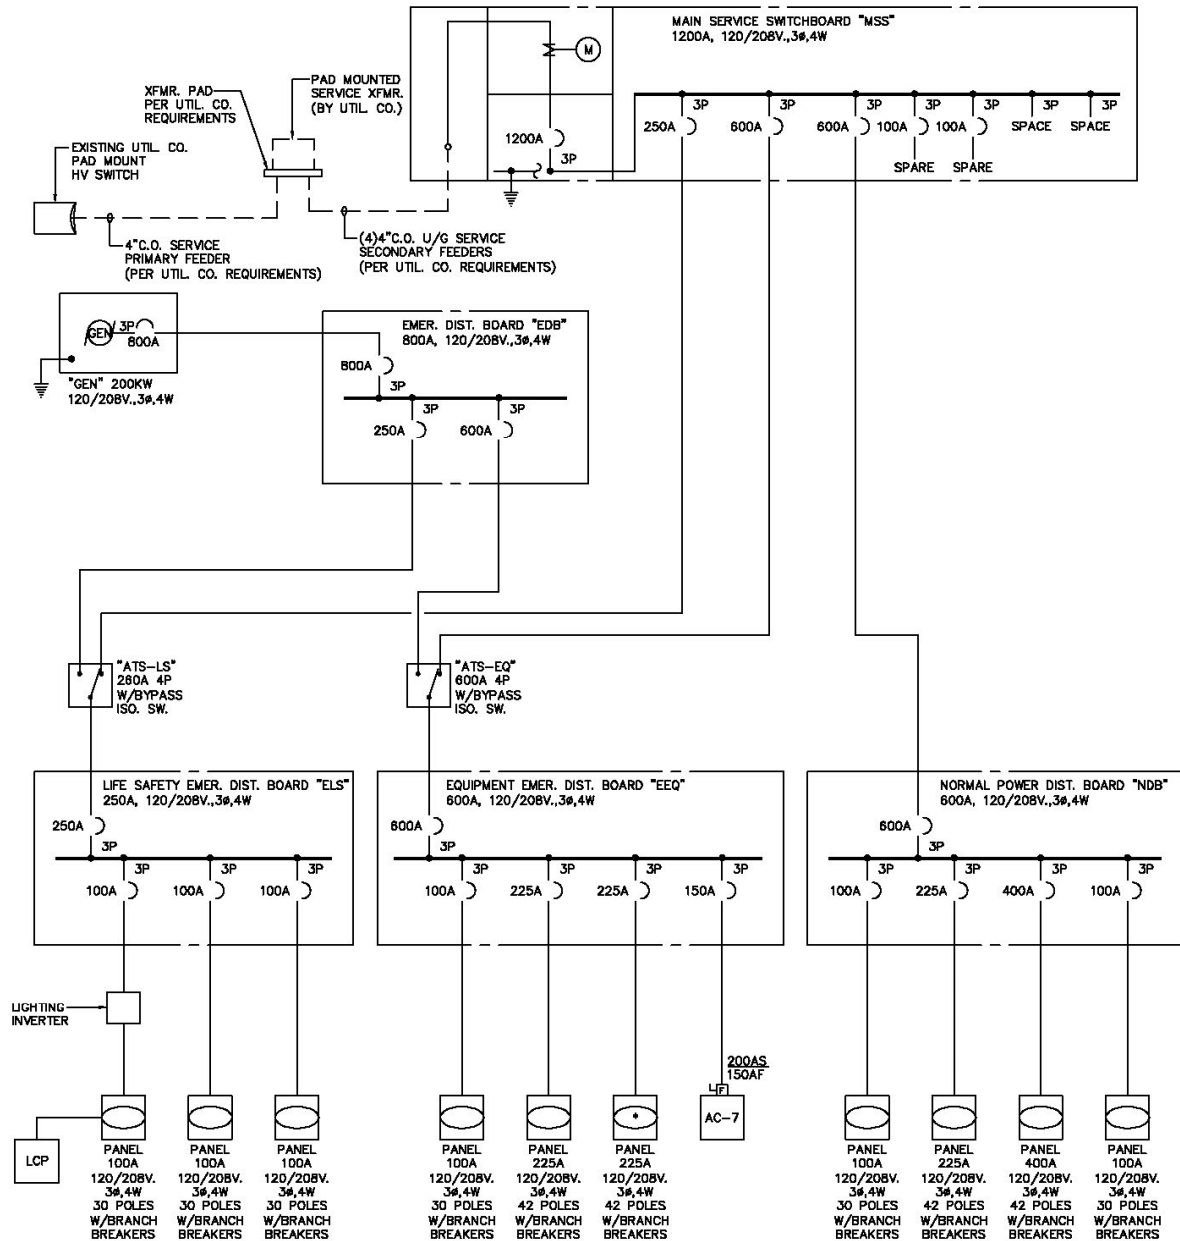 MAIN SERVICE SWITCHBOARD "MSS"
1200A, 120/208V.,3ø,4W
M
3P
3P
3P
3P
3P
3P
3P
250A
600A
600A
100A
100A
SPACE
SPACE
SPARE
SPARE
1200A
3P
XFMR. PAD
PER UTIL. CO.
REQUIREMENTS
PAD MOUNTED
SERVICE XFMR.
(BY UTIL. CO.)
EXISTING UTIL. CO.
PAD MOUNT
HV SWITCH
4"C.O. SERVICE
PRIMARY FEEDER
(PER UTIL. CO. REQUIREMENTS)
(4)4"C.O. U/G SERVICE
SECONDARY FEEDERS
(PER UTIL. CO. REQUIREMENTS)
GEN
3P
800A
"GEN" 200KW
120/208V.,3ø,4W
EMER. DIST. BOARD "EDB"
800A, 120/208V.,3ø,4W
800A
3P
3P
3P
250A
600A
"ATS-LS"
260A 4P
W/BYPASS
ISO. SW.
"ATS-EQ"
600A 4P
W/BYPASS
ISO. SW.
LIFE SAFETY EMER. DIST. BOARD "ELS"
250A, 120/208V.,3ø,4W
250A
3P
3P
3P
3P
100A
100A
100A
EQUIPMENT EMER. DIST. BOARD "EEQ"
600A, 120/208V.,3ø,4W
600A
3P
3P
3P
3P
3P
100A
225A
225A
150A
NORMAL POWER DIST. BOARD "NDB"
600A, 120/208V.,3ø,4W
600A
3P
3P
3P
3P
3P
100A
225A
400A
100A
LIGHTING
INVERTER
LCP
200AS
150AF
F
AC-7
PANEL
100A
120/208V.
3ø,4W
30 POLES
W/BRANCH
BREAKERS
PANEL
100A
120/208V.
3ø,4W
30 POLES
W/BRANCH
BREAKERS
PANEL
100A
120/208V.
3ø,4W
30 POLES
W/BRANCH
BREAKERS
PANEL
100A
120/208V.
3ø,4W
30 POLES
W/BRANCH
BREAKERS
PANEL
225A
120/208V.
3ø,4W
42 POLES
W/BRANCH
BREAKERS
*
PANEL
225A
120/208V.
3ø,4W
42 POLES
W/BRANCH
BREAKERS
PANEL
100A
120/208V.
3ø,4W
30 POLES
W/BRANCH
BREAKERS
PANEL
225A
120/208V.
3ø,4W
42 POLES
W/BRANCH
BREAKERS
PANEL
400A
120/208V.
3ø,4W
42 POLES
W/BRANCH
BREAKERS
PANEL
100A
120/208V.
3ø,4W
30 POLES
W/BRANCH
BREAKERS